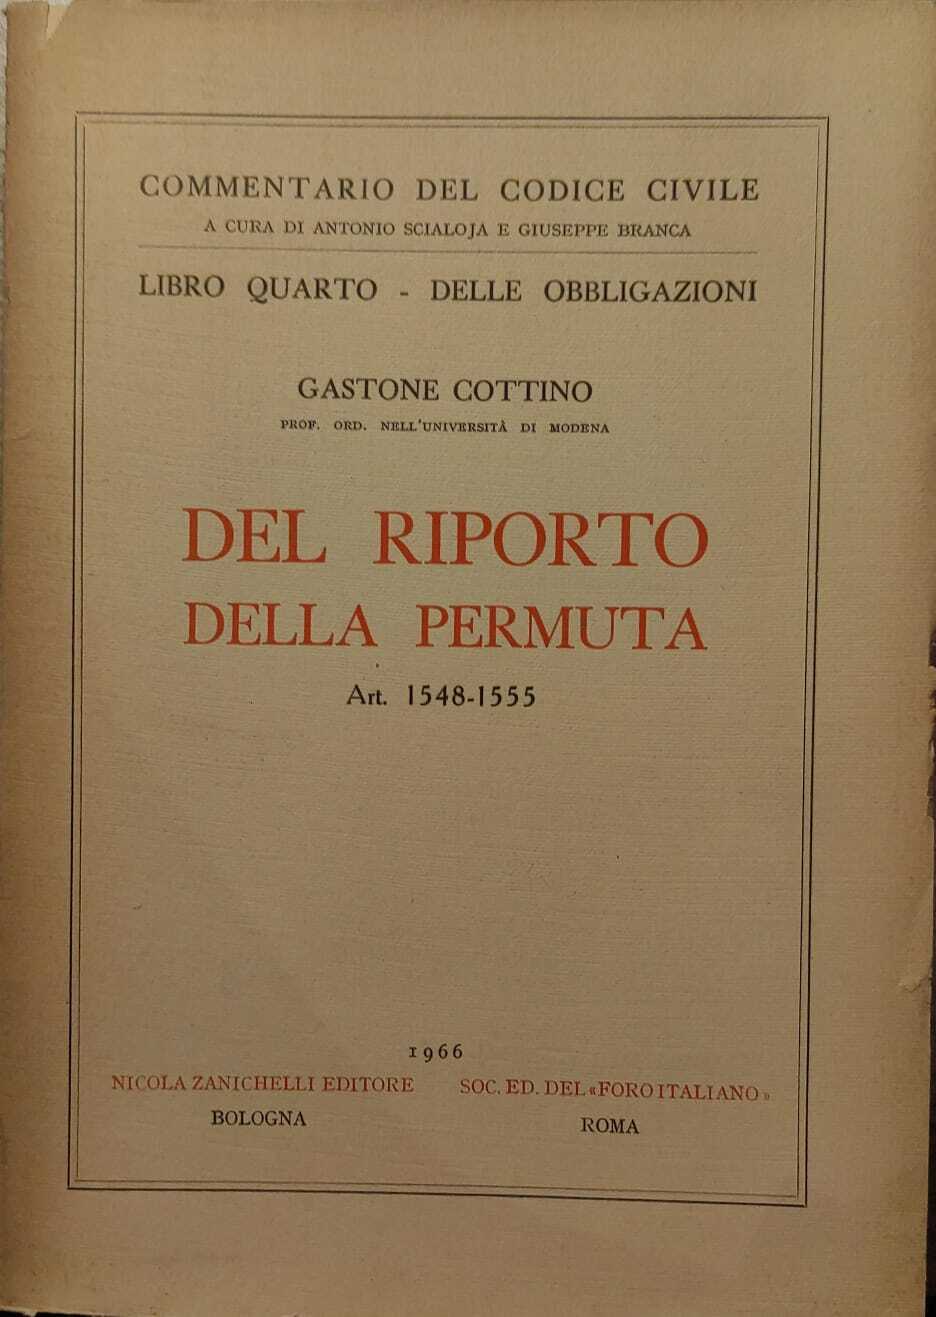 COMMENTARIO DEL CODICE CIVILE
A CURA DI ANTONIO SCIALOJA E GIUSEPPE BRANCA
LIBRO QUARTO - DELLE OBBLIGAZIONI
GASTONE COTTINO
PROF. ORD. NELL'UNIVERSITÀ DI MODENA
DEL RIPORTO
DELLA PERMUTA
Art. 1548-1555
1966
NICOLA ZANICHELLI EDITORE
BOLOGNA
SOC. ED. DEL «FORO ITALIANO»
ROMA